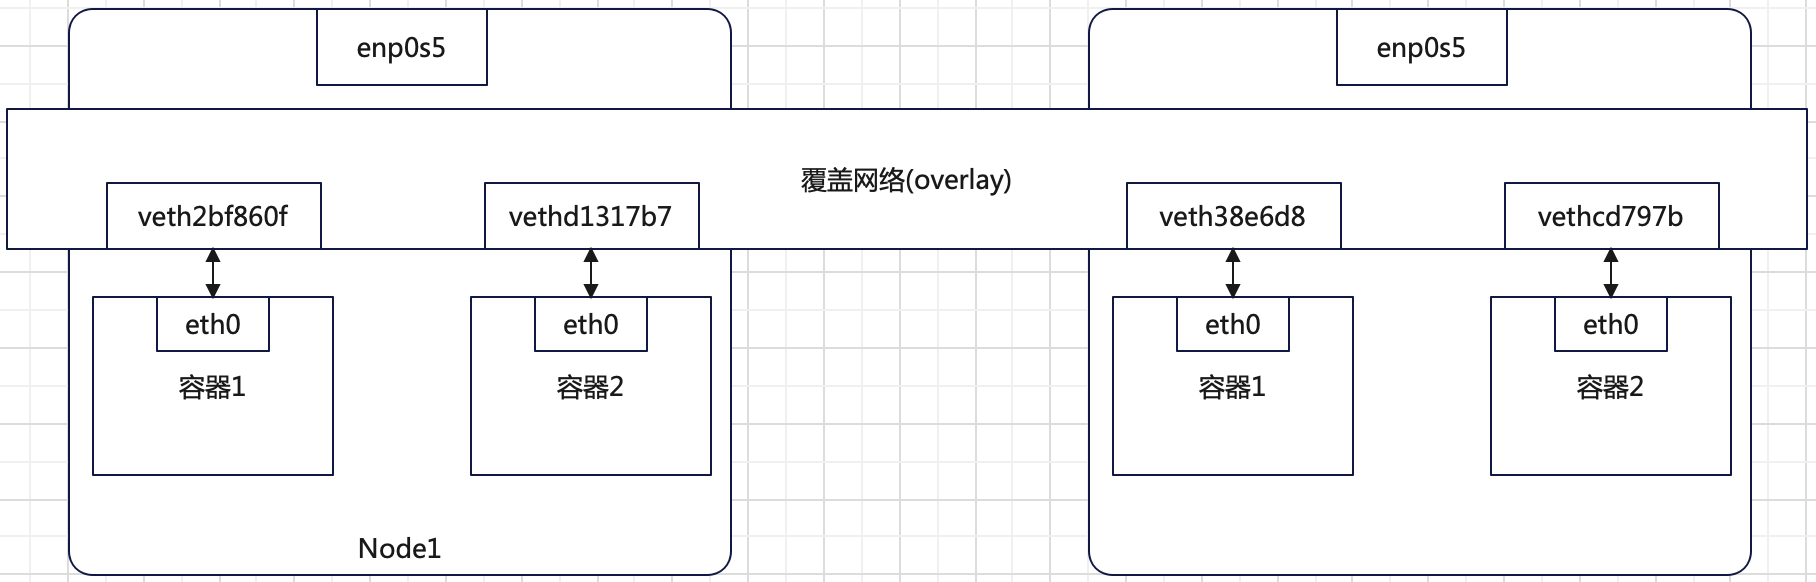 enp0s5
enp0s5
覆盖网络(overlay)
veth2bf860f
vethd1317b7
veth38e6d8
vethcd797b
eth0
eth0
eth0
eth0
容器1
容器2
容器1
容器2
Node1